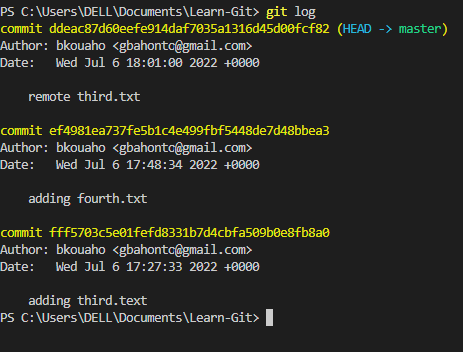 PS C:\Users\DELL\Documents\Learn-Git> git log
commit ddeac87d60eefe914daf7035a1316d45d00fcf82 (HEAD -> master)
Author: bkouaho <gbahonto@gmail.com>
Date:   Wed Jul 6 18:01:00 2022 +0000
    remote third.txt
commit ef4981ea737fe5b1c4e499fbf5448de7d48bbea3
Author: bkouaho <gbahonto@gmail.com>
Date:   Wed Jul 6 17:48:34 2022 +0000
    adding fourth.txt
commit fff5703c5e01fefd8331b7d4cbfa509b0e8fb8a0
Author: bkouaho <gbahonto@gmail.com>
Date:   Wed Jul 6 17:27:33 2022 +0000
    adding third.text
PS C:\Users\DELL\Documents\Learn-Git>